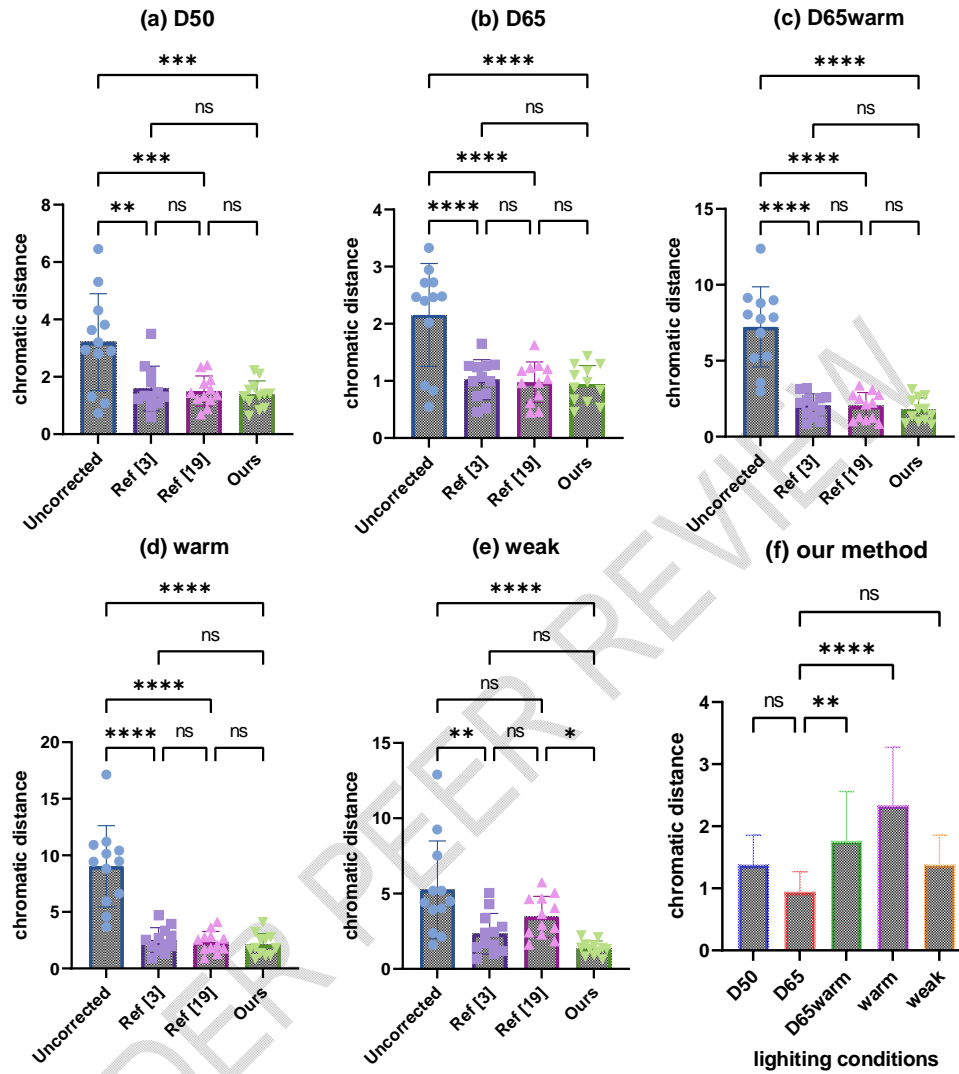 (a) D50
***
ns
***
** ns ns
8
6
4
2
0
chromatic distance
Uncorrected Ref [3] Ref [19] Ours
(b) D65
****
ns
****
**** ns ns
4
3
2
1
0
chromatic distance
Uncorrected Ref [3] Ref [19] Ours
(c) D65warm
****
ns
****
**** ns ns
15
10
5
0
chromatic distance
Uncorrected Ref [3] Ref [19] Ours
(d) warm
****
ns
****
**** ns ns
20
15
10
5
0
chromatic distance
Uncorrected Ref [3] Ref [19] Ours
(e) weak
****
ns
ns
** ns *
15
10
5
0
chromatic distance
Uncorrected Ref [3] Ref [19] Ours
(f) our method
ns
****
ns **
4
3
2
1
0
chromatic distance
D50 D65 D65warm warm weak
lighiting conditions
DER PEER REVIEW